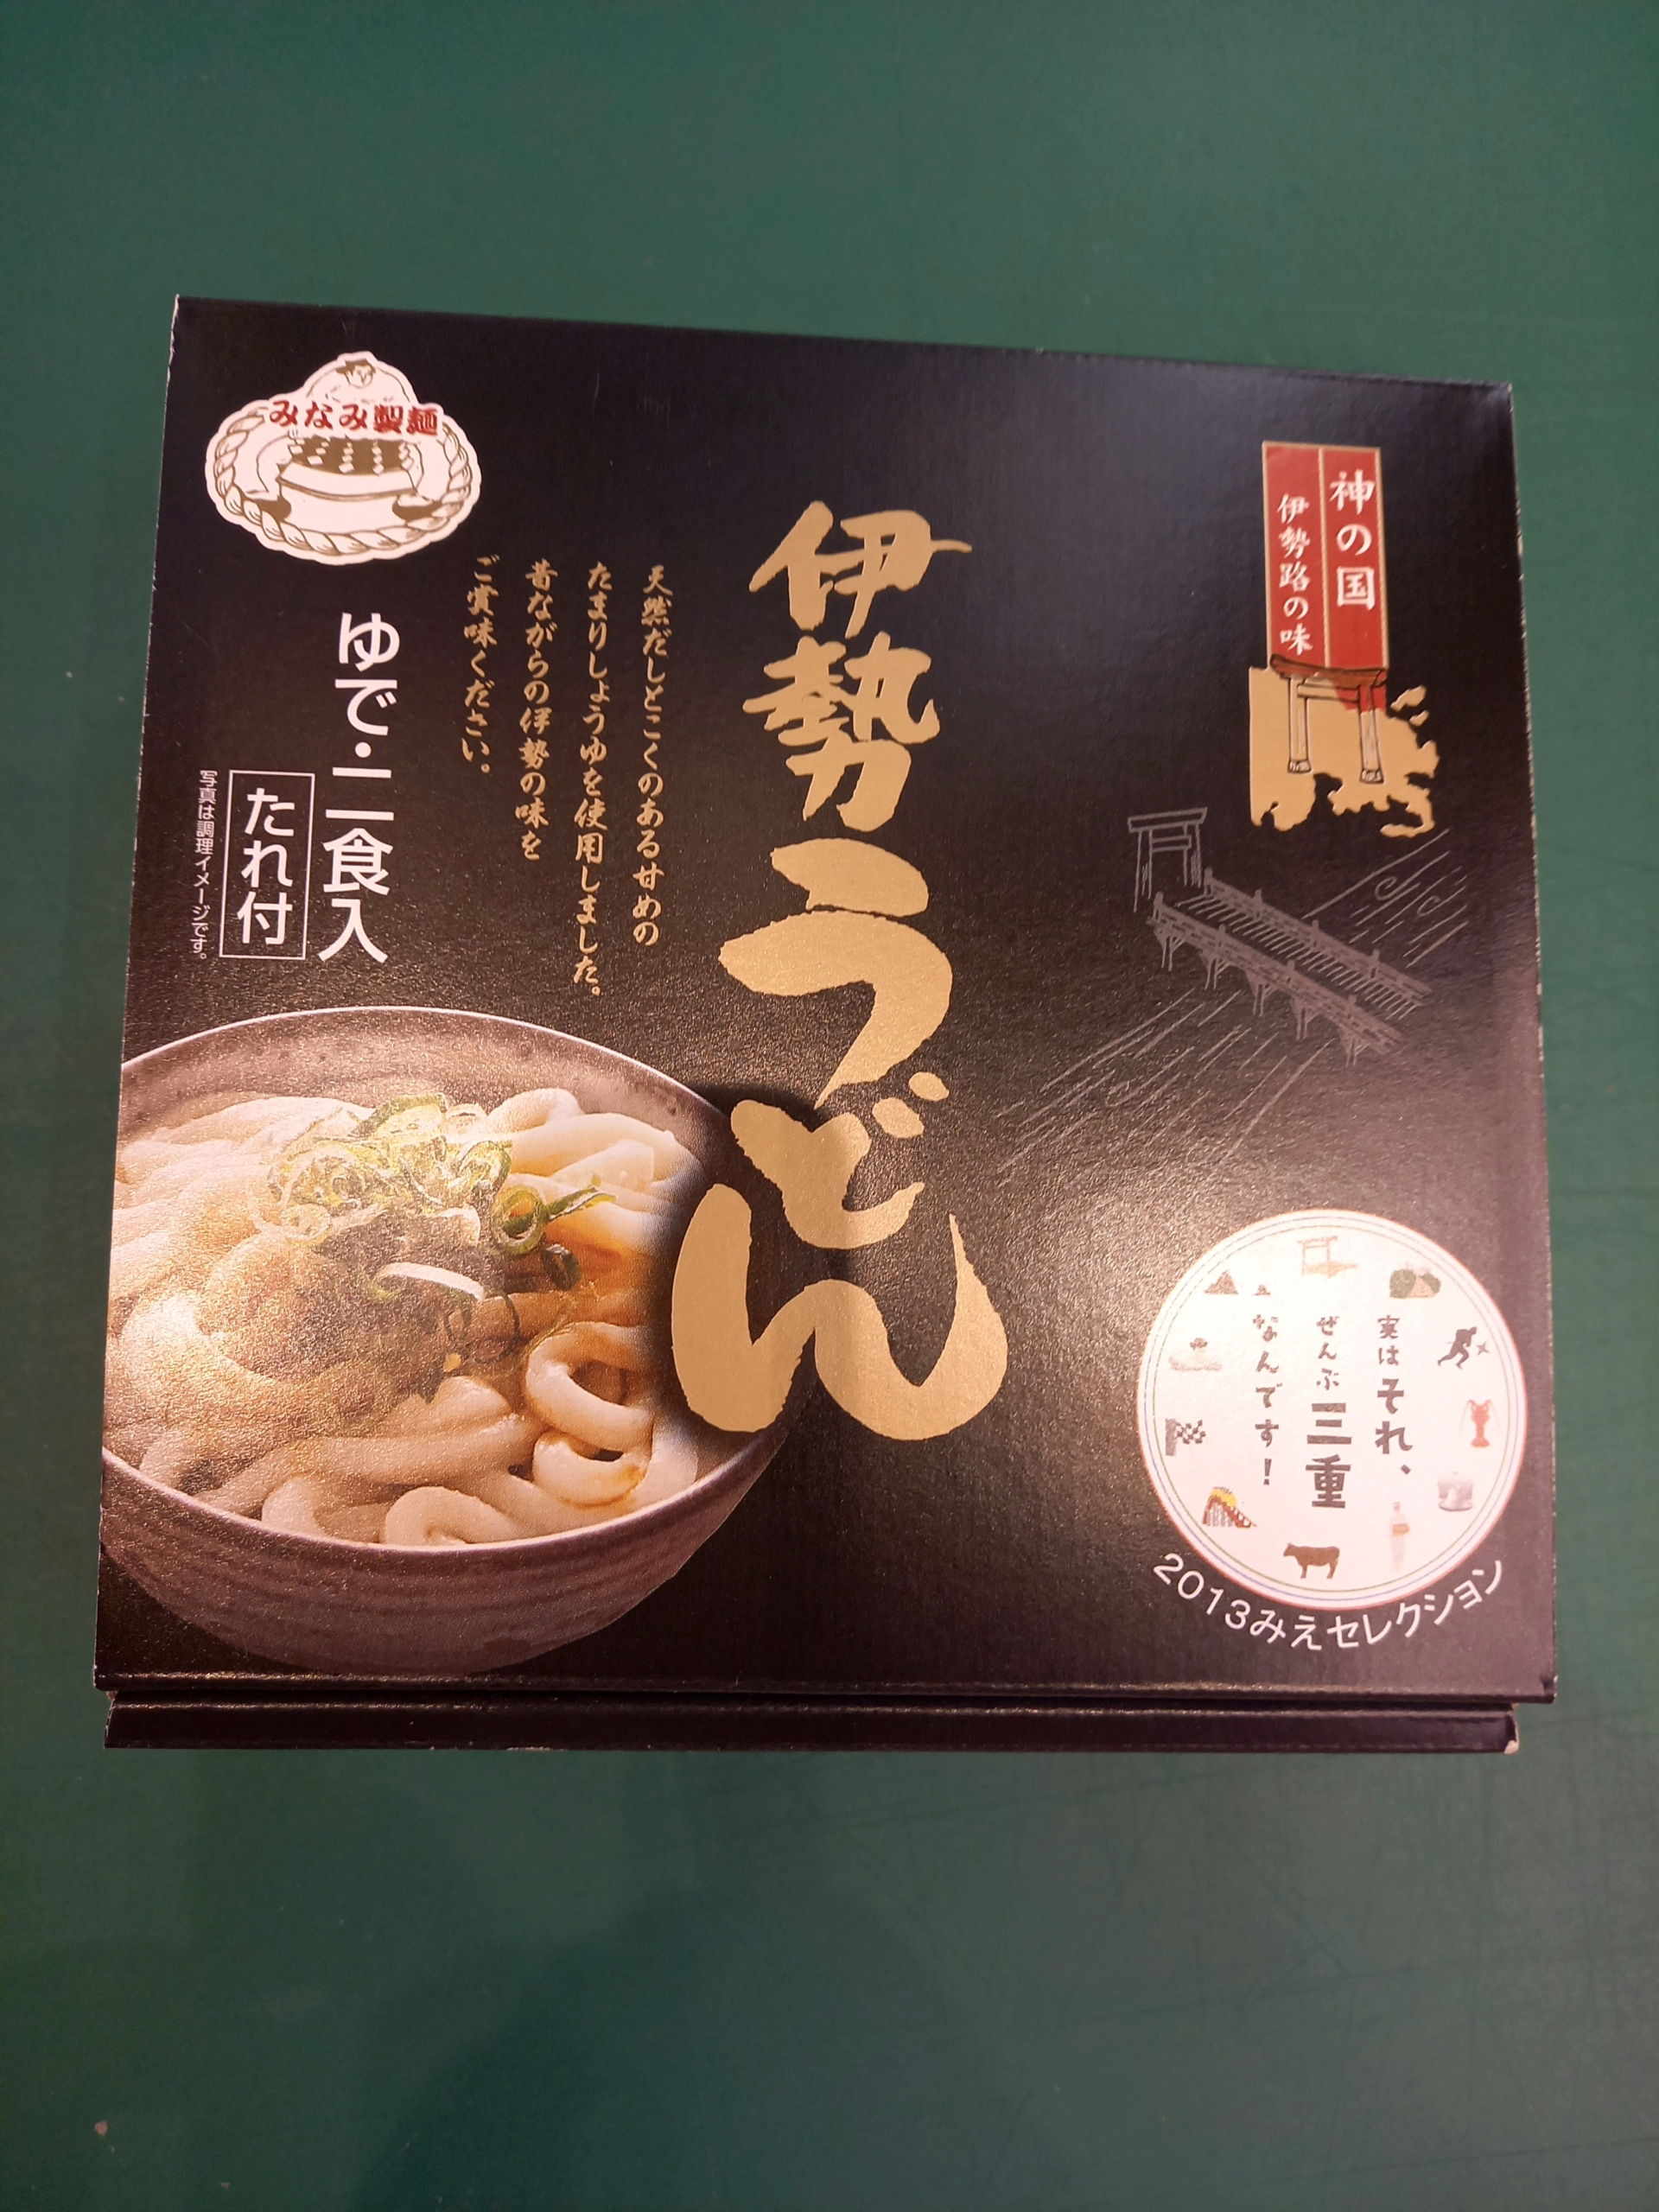 みなみ製麺
神の国
伊勢路の味
伊勢うどん
天然だしとこくのある甘めの
たまりしょうゆを使用しました。
昔ながらの伊勢の味を
ご賞味ください。
ゆで・二食入
たれ付
写真は調理イメージです。
実はそれ、
ぜんぶ三重
なんです!
2013みえセレクション